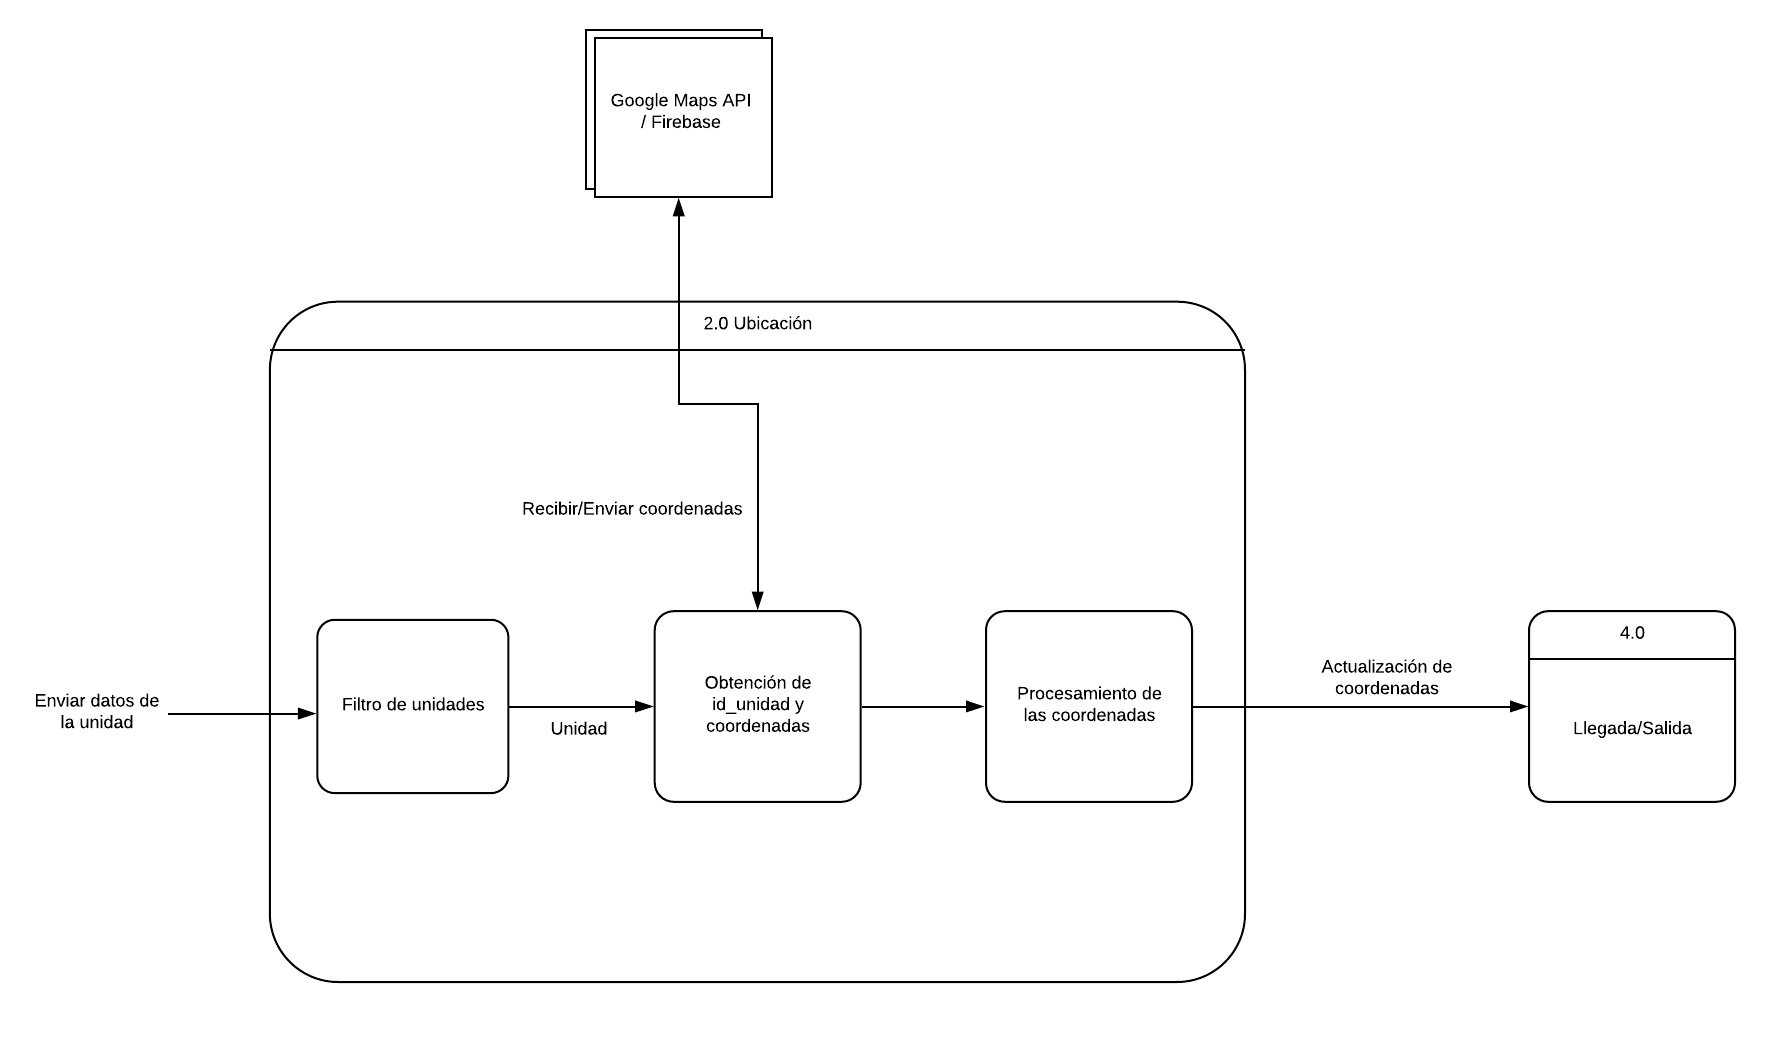 Google Maps API
/ Firebase
2.0 Ubicación
Recibir/Enviar coordenadas
Enviar datos de
la unidad
Filtro de unidades
Unidad
Obtención de
id_unidad y
coordenadas
Procesamiento de
las coordenadas
Actualización de
coordenadas
4.0
Llegada/Salida